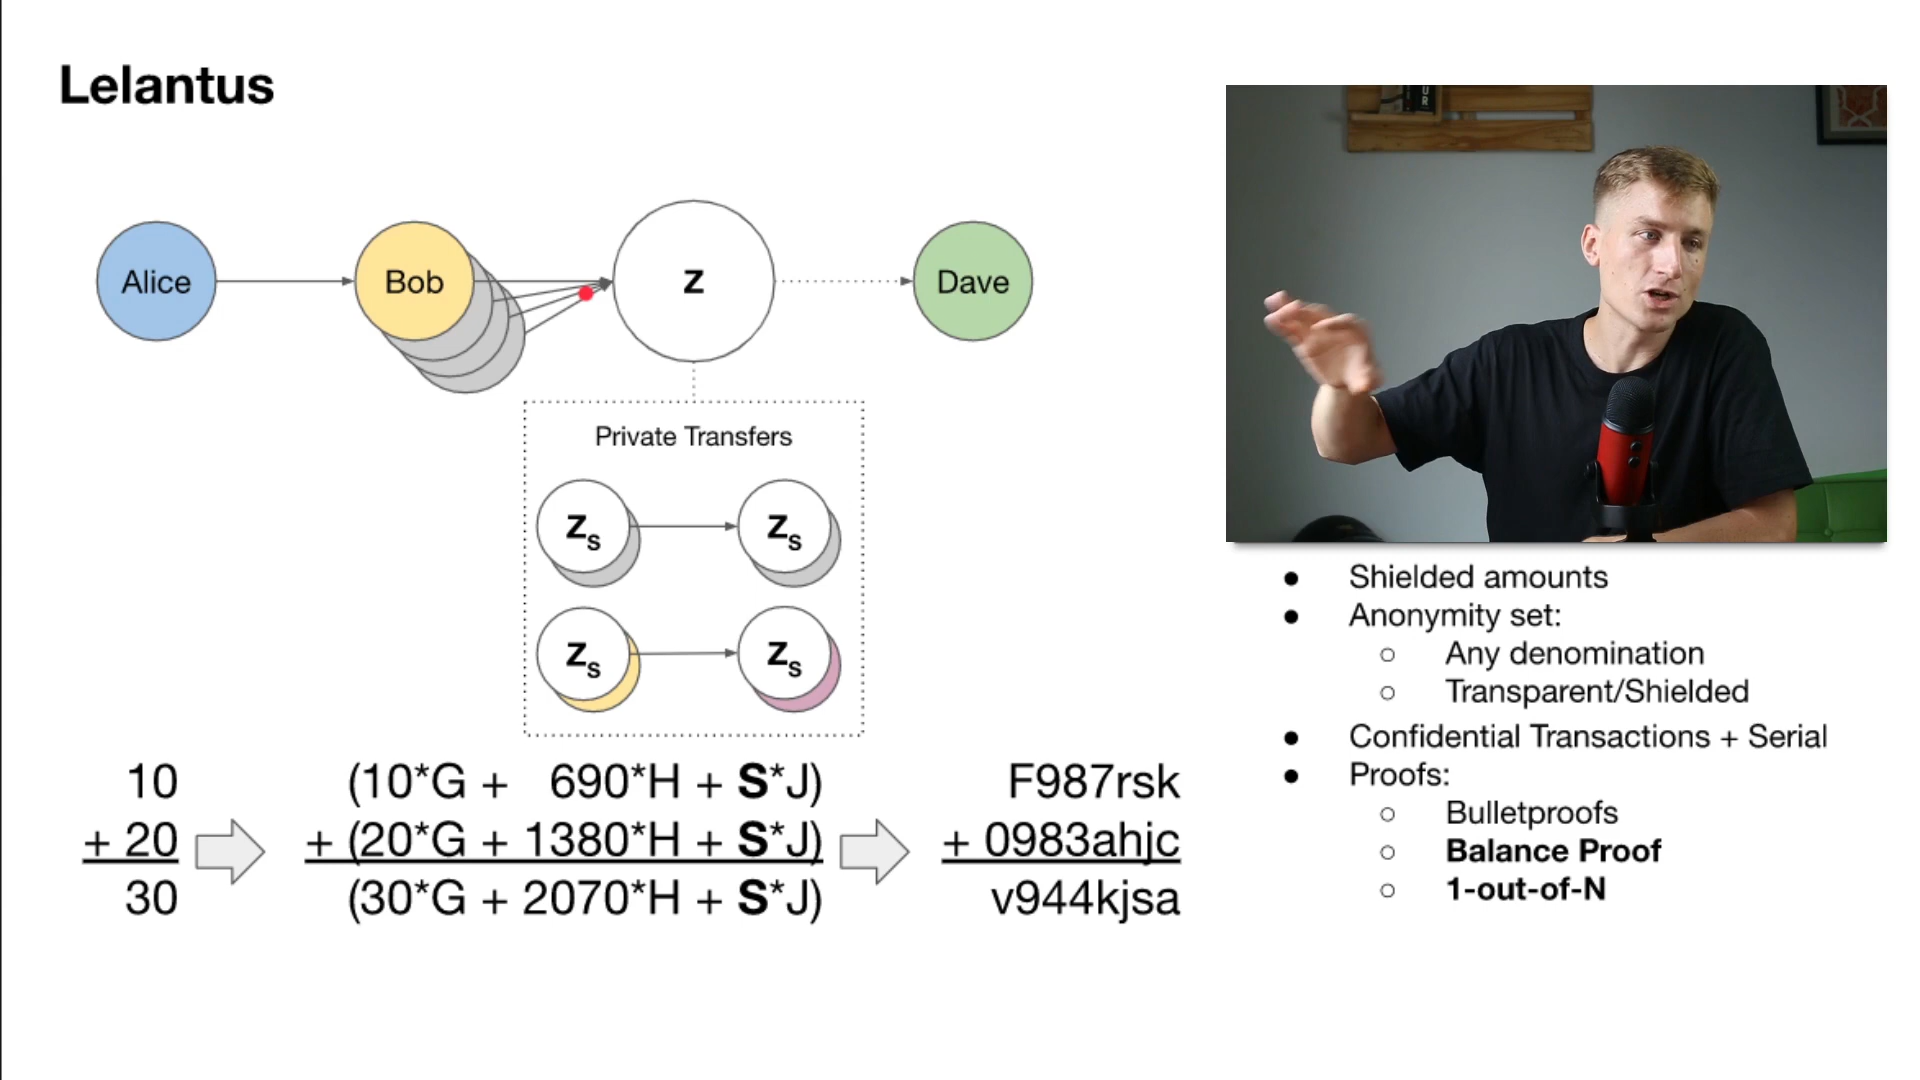 Lelantus
Alice
Bob
z
Dave
Private Transfers
zs
zs
zs
zs
10
+ 20
30
(10*G + 690*H + S*J)
+ (20*G + 1380*H + S*J)
(30*G + 2070*H + S*J)
F987rsk
+ 0983ahjc
v944kjsa
● Shielded amounts
● Anonymity set:
○ Any denomination
○ Transparent/Shielded
● Confidential Transactions + Serial
● Proofs:
○ Bulletproofs
○ Balance Proof
○ 1-out-of-N